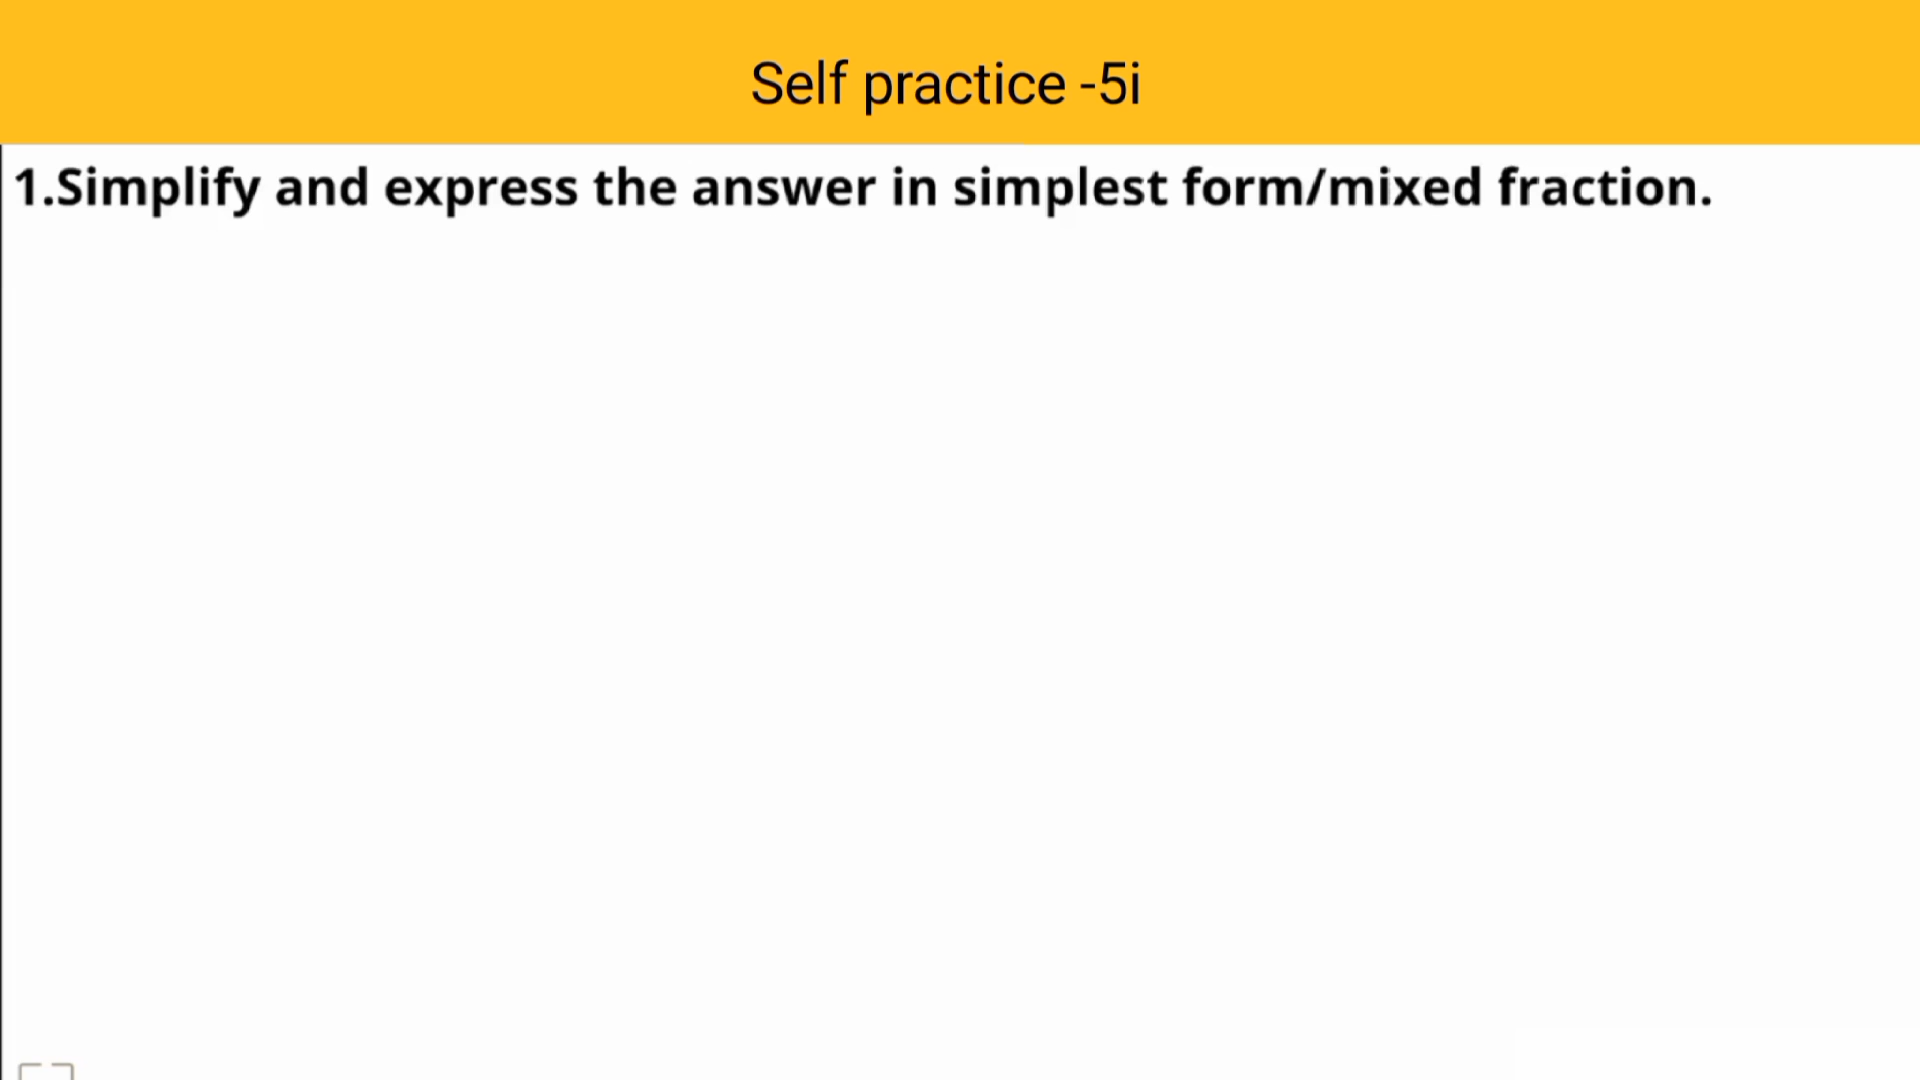 Self practice -5i
1.Simplify and express the answer in simplest form/mixed fraction.